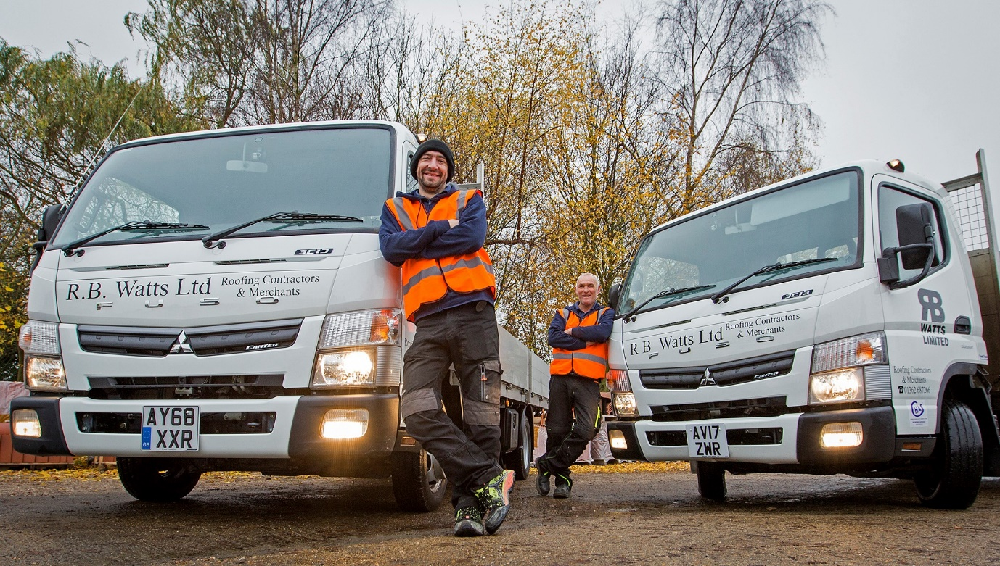 3C13
R.B. Watts Ltd
Roofing Contractors
& Merchants
FUSO
CANTER
AY68
XXR
GB
3C13
R.B. Watts Ltd
Roofing Contractors
& Merchants
FUSO
CANTER
AV17
ZWR
RB
WATTS
LIMITED
Roofing Contractors
& Merchants
☎01362 687266
CHAS